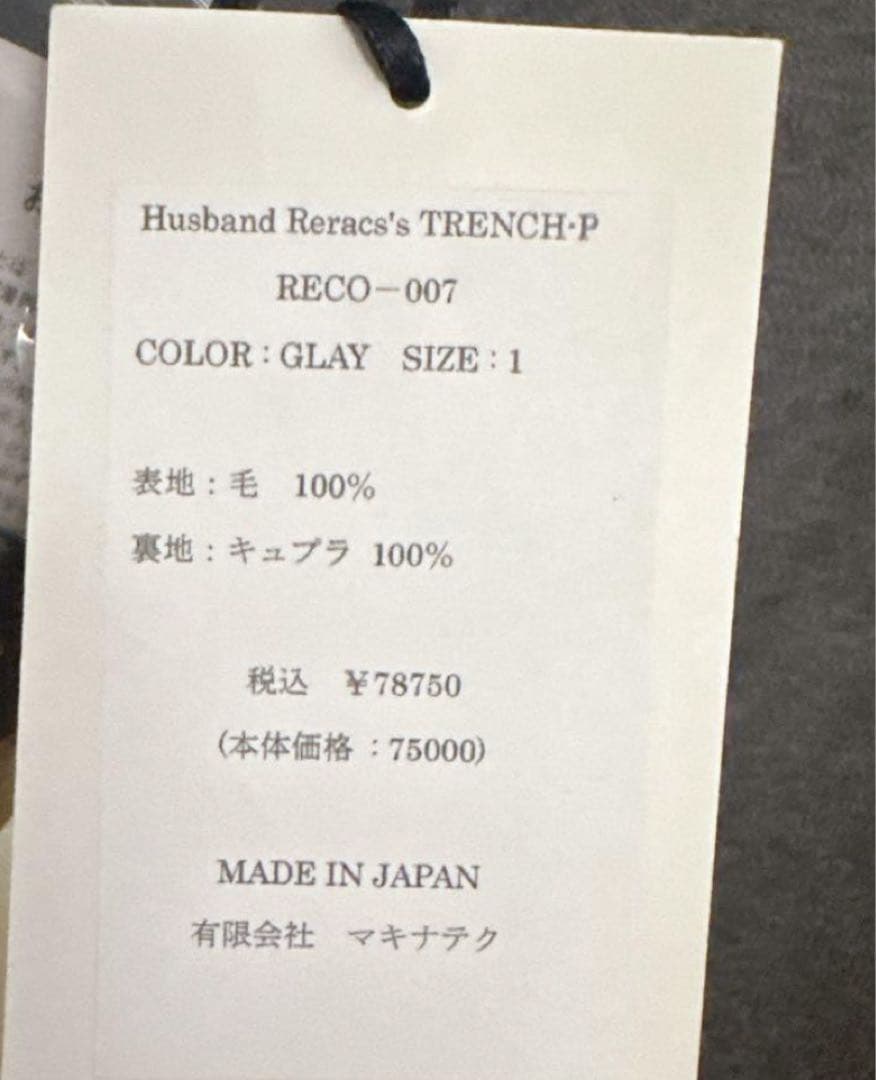 Husband Reracs's TRENCH·P
RECO－007
COLOR：GLAY　SIZE：1
表地：毛　100%
裏地：キュプラ 100%
税込　¥78750
(本体価格：75000)
MADE IN JAPAN
有限会社　マキナテク